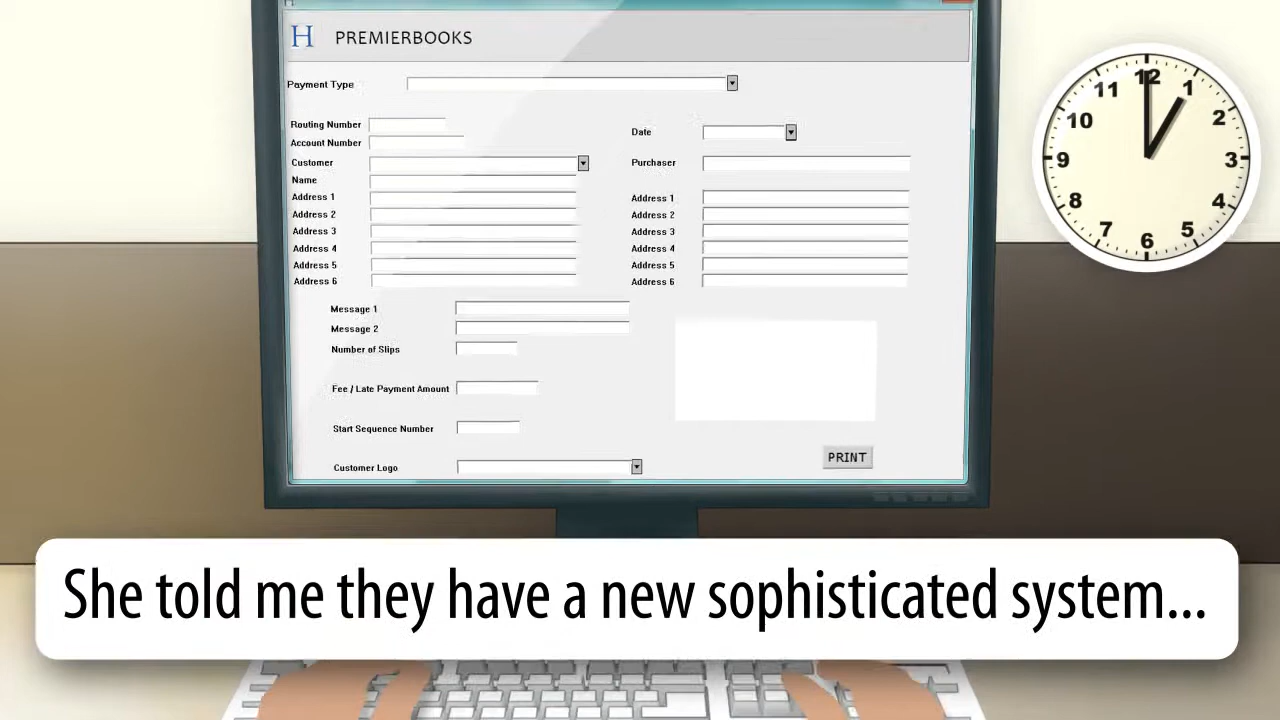 H PREMIERBOOKS
Payment Type
Routing Number
Account Number
Date
Customer
Purchaser
Name
Address 1
Address 1
Address 2
Address 2
Address 3
Address 3
Address 4
Address 4
Address 5
Address 5
Address 6
Address 6
Message 1
Message 2
Number of Slips
Fee / Late Payment Amount
Start Sequence Number
Customer Logo
PRINT
12
1
2
3
4
5
6
7
8
9
10
11
She told me they have a new sophisticated system...